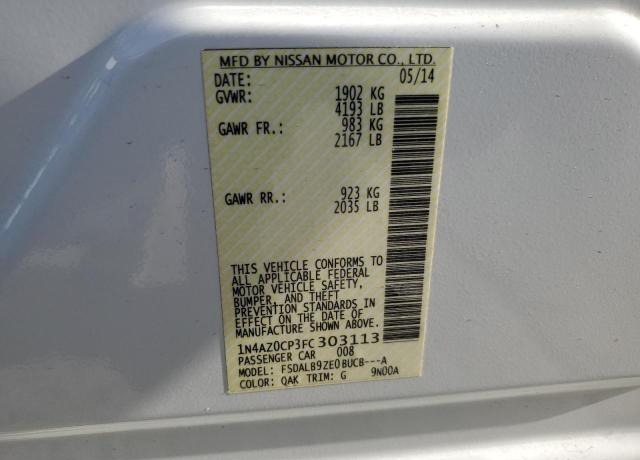 MFD BY NISSAN MOTOR CO., LTD.
DATE: 05/14
GVWR: 1902 KG
4193 LB
GAWR FR.: 983 KG
2167 LB
GAWR RR.: 923 KG
2035 LB
THIS VEHICLE CONFORMS TO
ALL APPLICABLE FEDERAL
MOTOR VEHICLE SAFETY,
BUMPER, AND THEFT
PREVENTION STANDARDS IN
EFFECT ON THE DATE OF
MANUFACTURE SHOWN ABOVE.
1N4AZ0CP3FC303113
PASSENGER CAR 008
MODEL: FSDALB9ZE0BUCB---A
COLOR: QAK TRIM: G 9N00A